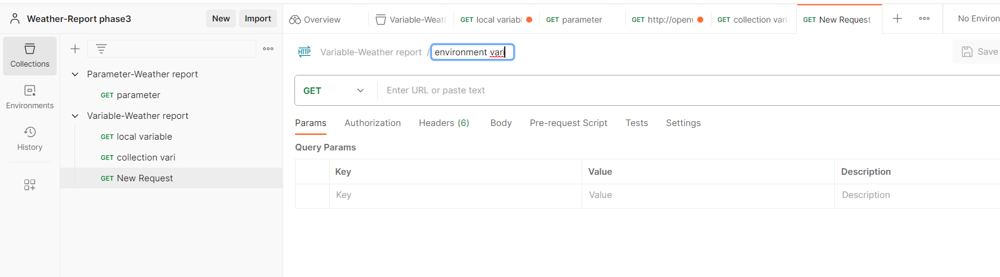 Weather-Report phase3
New
Import
Overview
Variable-Weath
GET local variabl
GET parameter
GET http://openv
GET collection vari
GET New Request
No Environ
Collections
Environments
History
Parameter-Weather report
GET parameter
Variable-Weather report
GET local variable
GET collection vari
GET New Request
HTTP Variable-Weather report / environment vari
Save
GET
Enter URL or paste text
Params Authorization Headers (6) Body Pre-request Script Tests Settings
Query Params
Key Value Description
Key Value Description